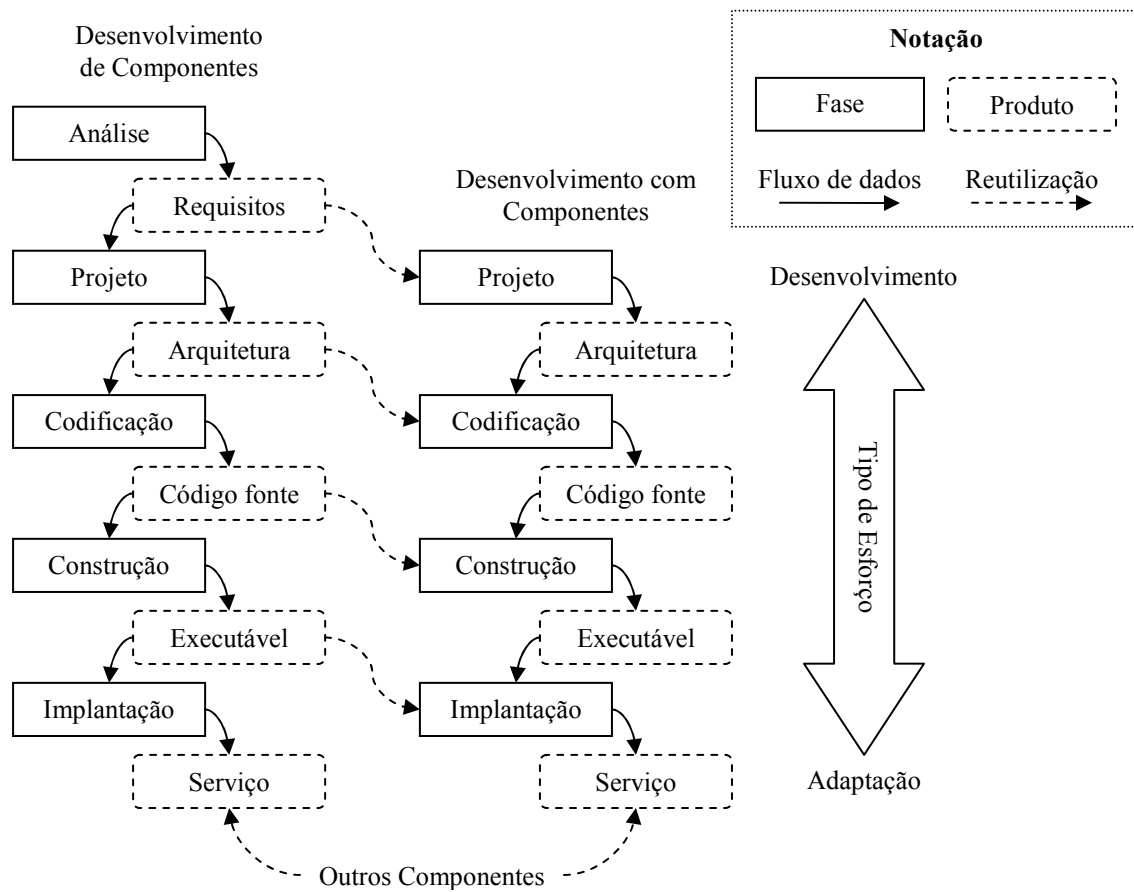 Desenvolvimento
de Componentes
Notação
Fase
Produto
Fluxo de dados
Reutilização
Análise
Requisitos
Desenvolvimento com
Componentes
Projeto
Projeto
Desenvolvimento
Arquitetura
Arquitetura
Codificação
Codificação
Tipo de Esforço
Código fonte
Código fonte
Construção
Construção
Executável
Executável
Implantação
Implantação
Serviço
Serviço
Adaptação
Outros Componentes